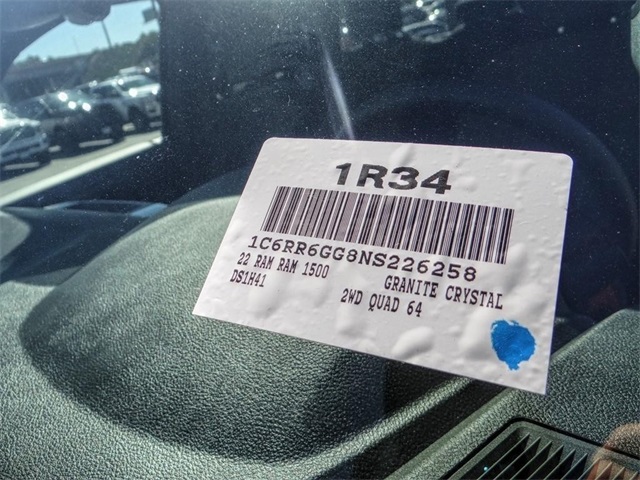 1R34
1C6RR6GG8NS226258
22 RAM RAM 1500 GRANITE CRYSTAL
DS1H41 2WD QUAD 64